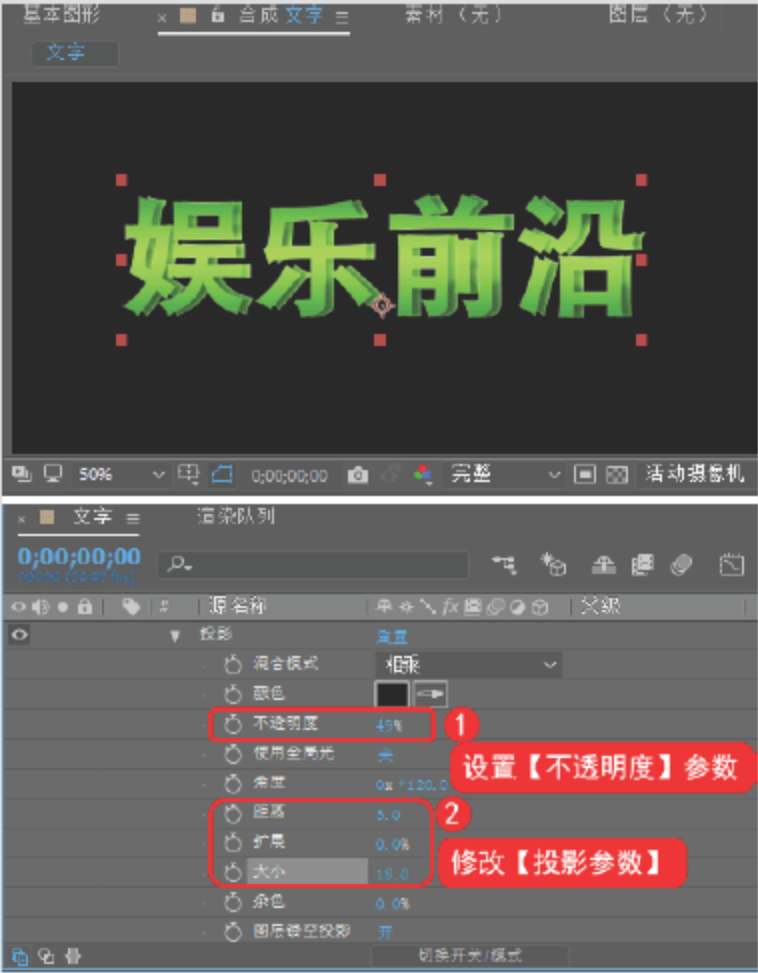 基本图形 × 合成 文字 ≡ 素材 （无） 图层 （无）
文字
娱乐前沿
50% 0;00;00;00 完整 活动摄像机
× 文字 ≡ 渲染队列
0;00;00;00
# 源名称 fx 父级
投影 重置
混合模式 相乘
颜色
不透明度 49% 1
设置【不透明度】参数
使用全局光 关
角度 0x +120.0
距离 5.0 2
扩展 0.0%
修改【投影参数】
大小 18.0
杂色 0.0%
图层镂空投影 开
切换开关/模式